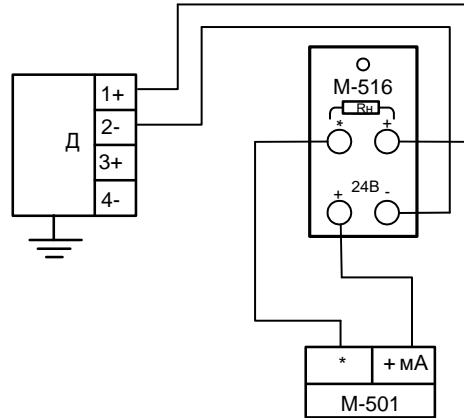 Д
1+
2-
3+
4-
М-516
Rн
* +
24В
+ -
* + мА
М-501